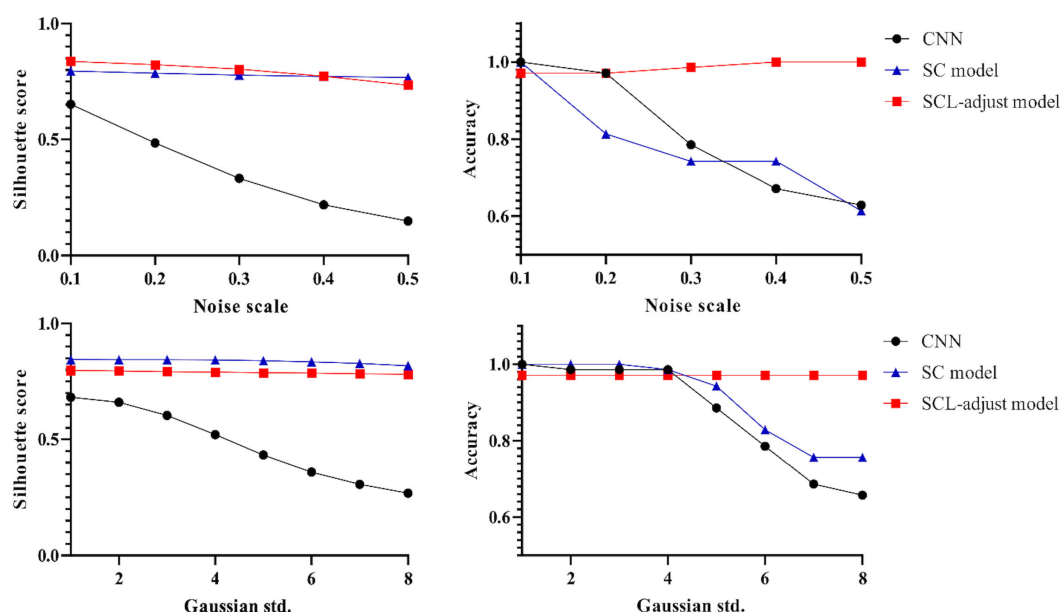 Silhouette score
1.0
0.5
0.0
0.1 0.2 0.3 0.4 0.5
Noise scale
Accuracy
1.0
0.8
0.6
0.1 0.2 0.3 0.4 0.5
Noise scale
CNN
SC model
SCL-adjust model
Silhouette score
1.0
0.5
0.0
2 4 6 8
Gaussian std.
Accuracy
1.0
0.8
0.6
2 4 6 8
Gaussian std.
CNN
SC model
SCL-adjust model